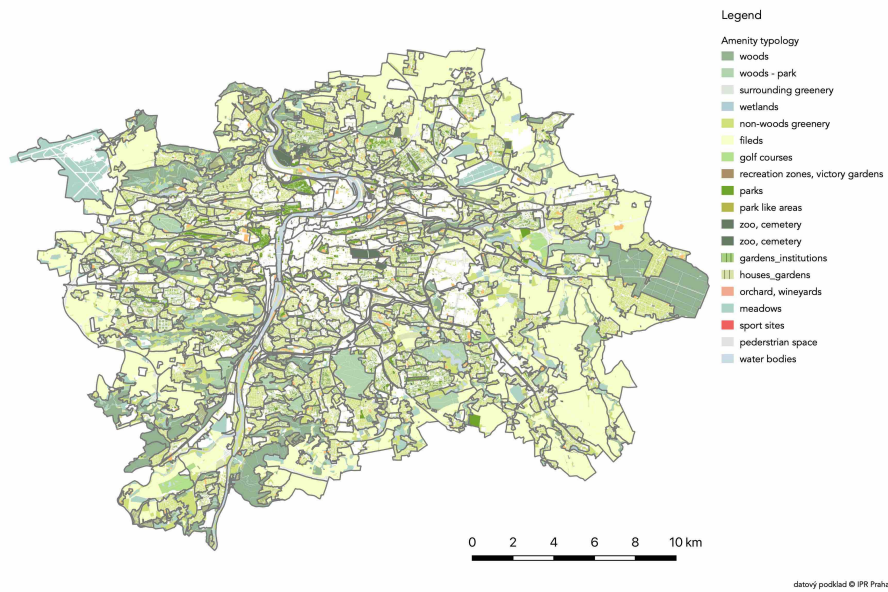 Legend
Amenity typology
woods
woods - park
surrounding greenery
wetlands
non-woods greenery
fileds
golf courses
recreation zones, victory gardens
parks
park like areas
zoo, cemetery
zoo, cemetery
gardens_institutions
houses_gardens
orchard, wineyards
meadows
sport sites
pederstrian space
water bodies
0 2 4 6 8 10 km
datový podklad © IPR Praha